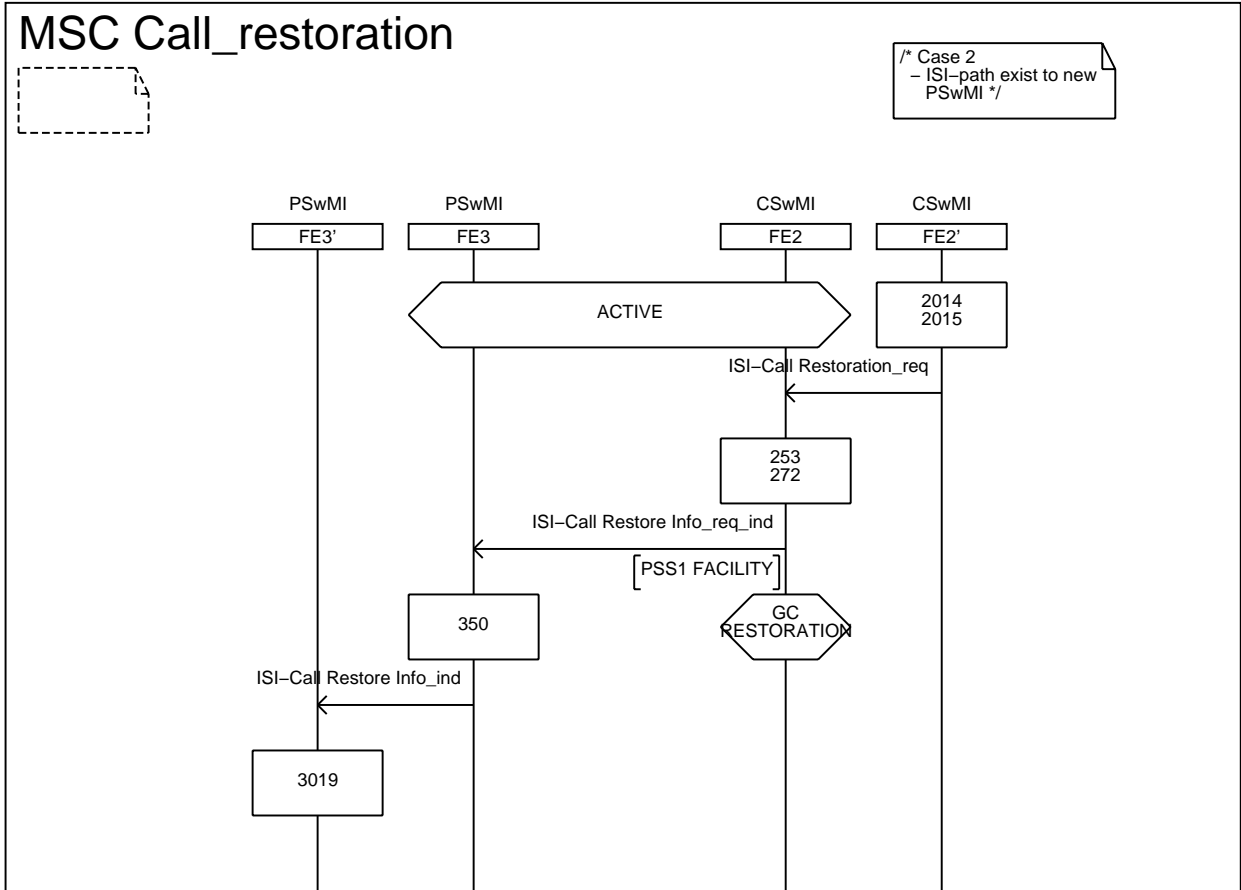 MSC Call_restoration
/* Case 2
– ISI–path exist to new
PSwMI */
PSwMI
PSwMI
CSwMI
CSwMI
FE3'
FE3
FE2
FE2'
ACTIVE
2014
2015
ISI–Call Restoration_req
253
272
ISI–Call Restore Info_req_ind
PSS1 FACILITY
350
GC
RESTORATION
ISI–Call Restore Info_ind
3019